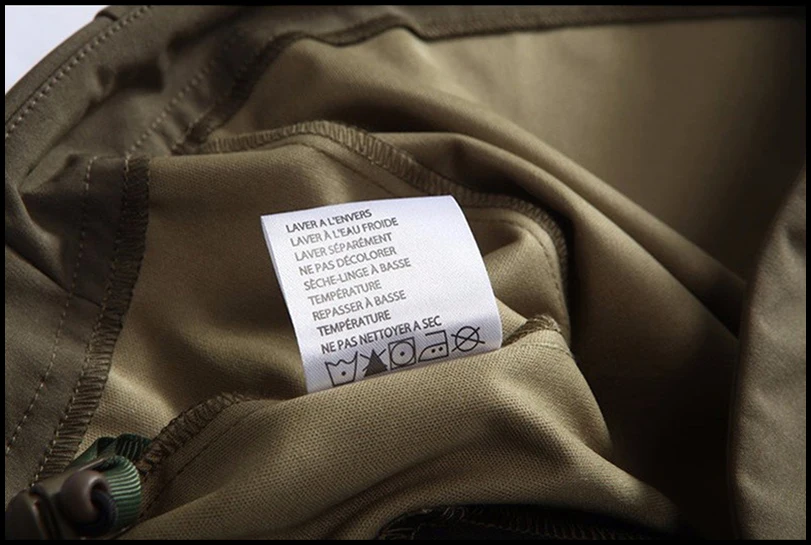 LAVER A L'ENVERS
LAVER À L'EAU FROIDE
LAVER SÉPARÉMENT
NE PAS DÉCOLORER
SÈCHE-LINGE À BASSE
TEMPÉRATURE
REPASSER À BASSE
TEMPÉRATURE
NE PAS NETTOYER A SEC